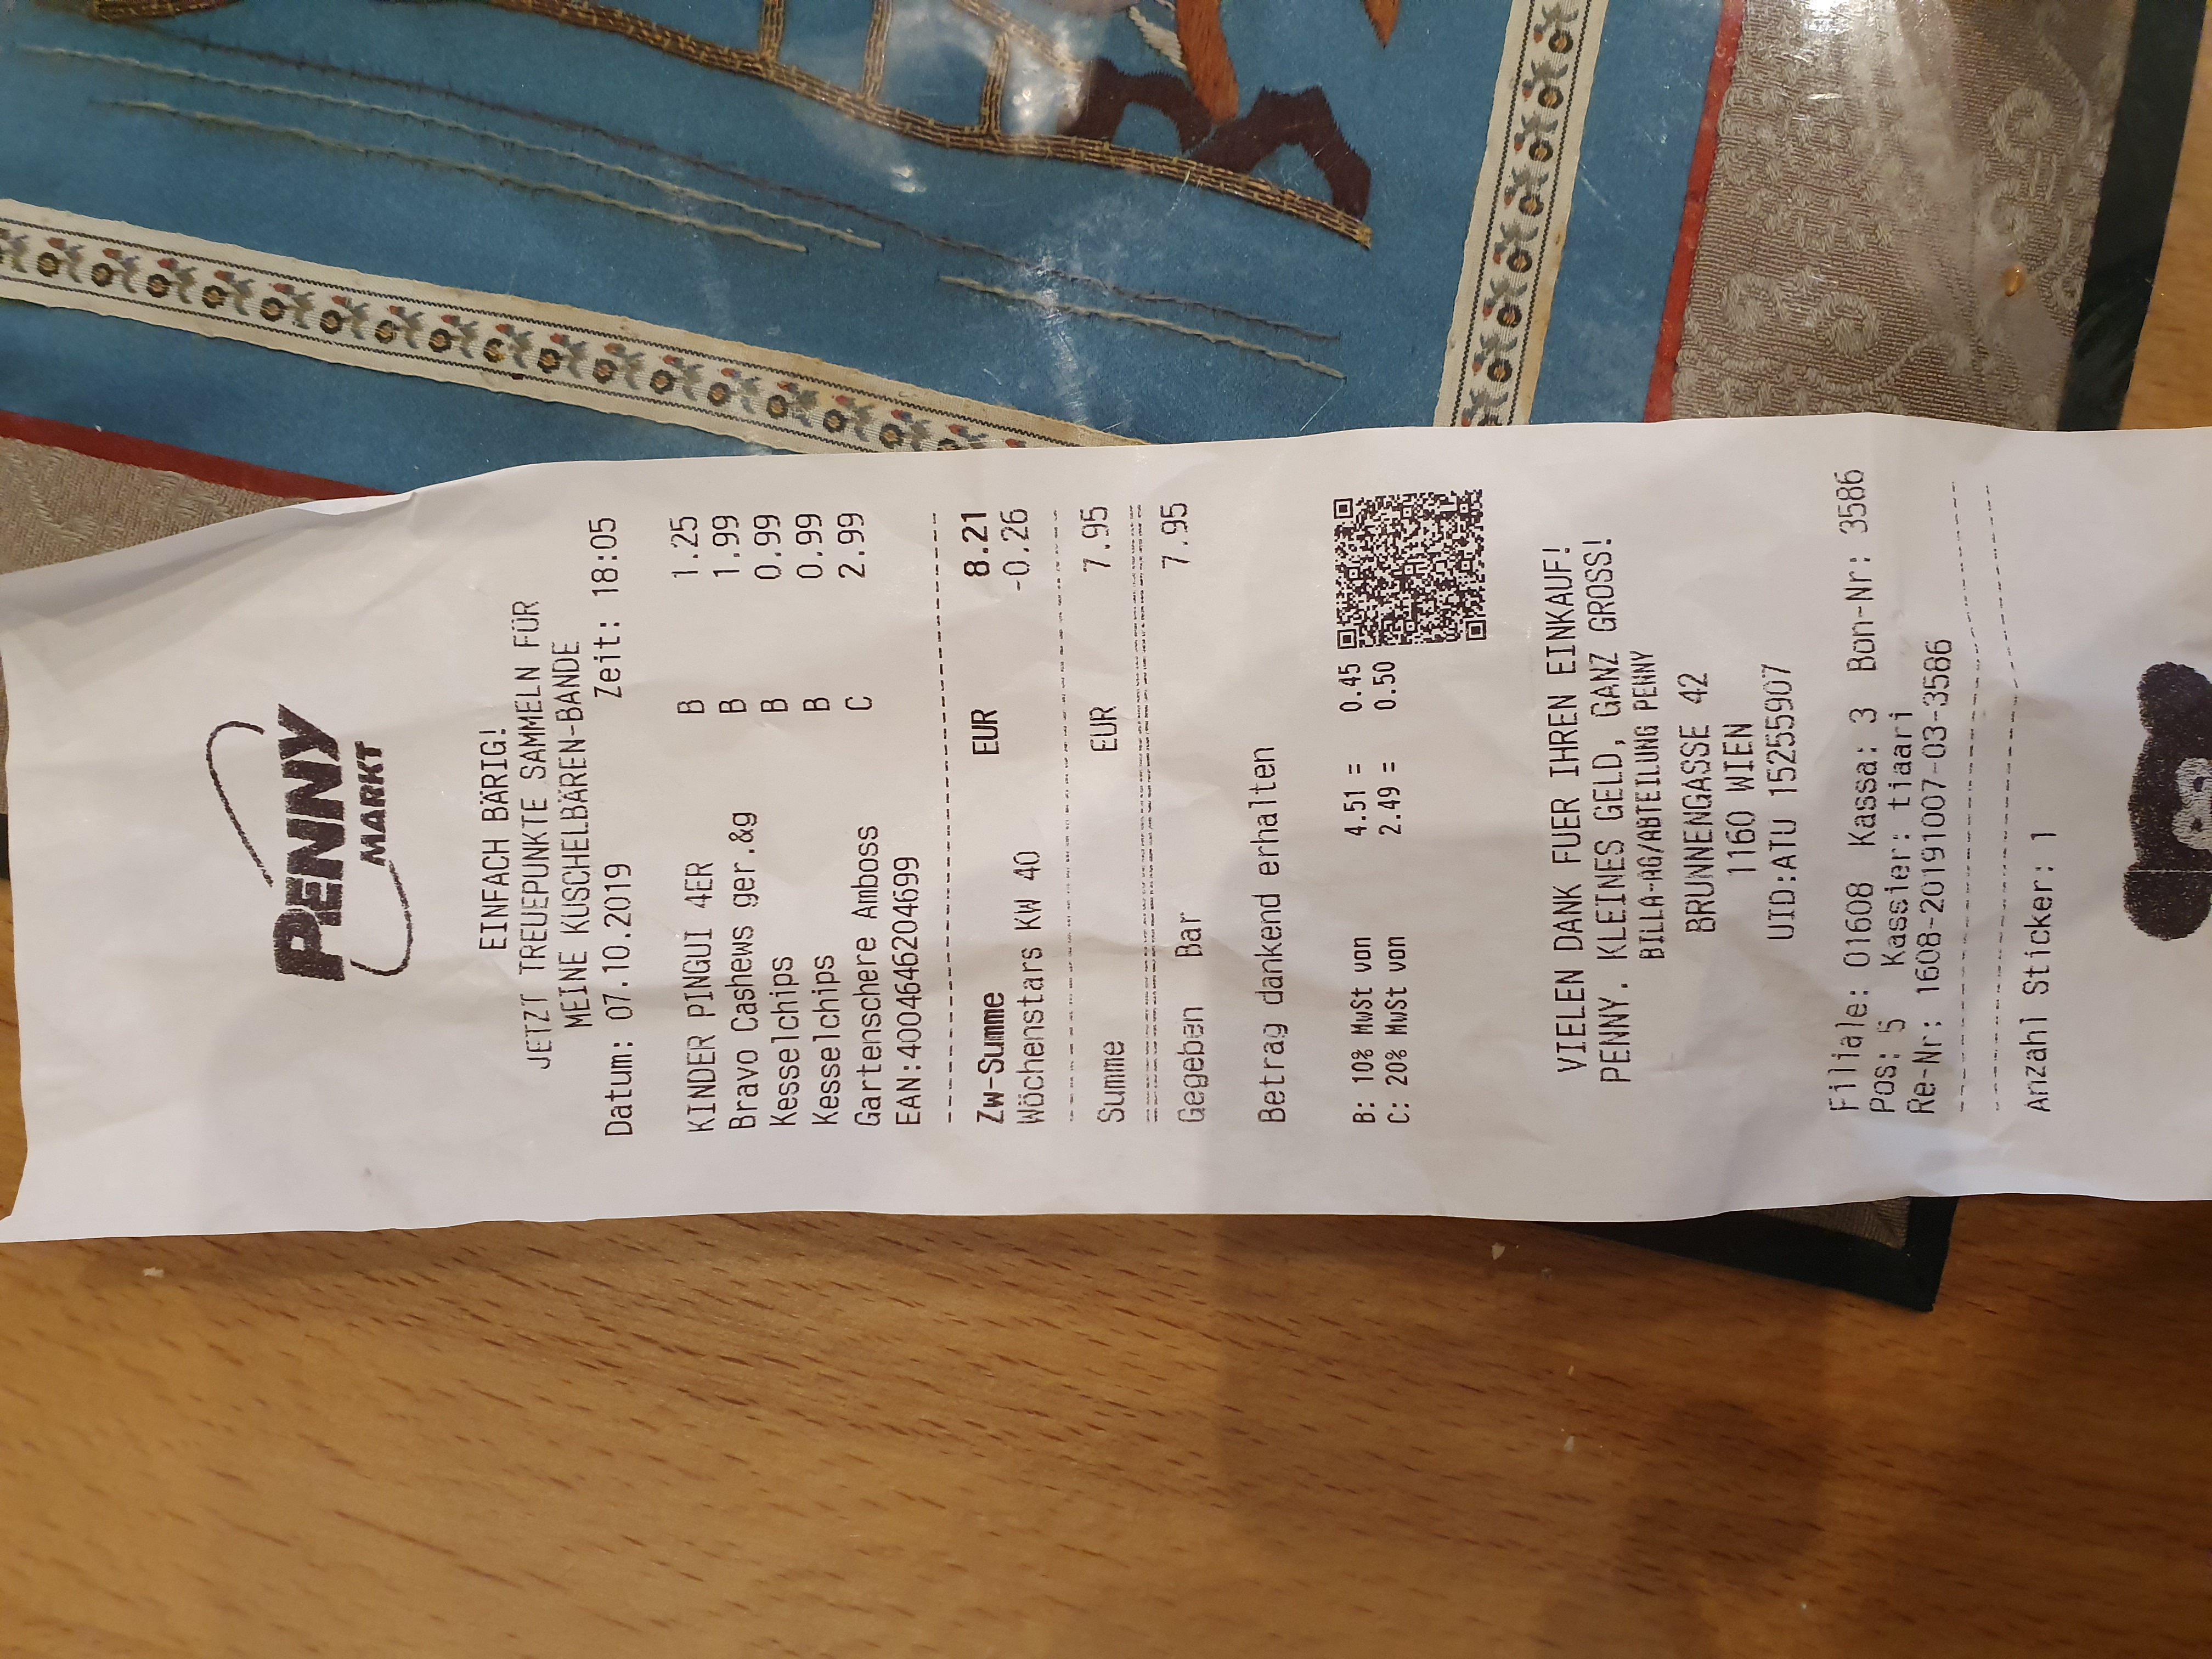 PENNY
MARKT
EINFACH BÄRIG!
JETZT TREUEPUNKTE SAMMELN FÜR
MEINE KUSCHELBÄREN-BANDE
Datum: 07.10.2019 Zeit: 18:05
KINDER PINGUI 4ER B 1.25
Bravo Cashews ger.&g B 1.99
Kesselchips B 0.99
Kesselchips B 0.99
Gartenschere Amboss C 2.99
EAN:4004646204699
Zw-Summe EUR 8.21
Wöchenstars KW 40 -0.26
Summe EUR 7.95
Gegeben Bar 7.95
Betrag dankend erhalten
B: 10% MwSt von 4.51 = 0.45
C: 20% MwSt von 2.49 = 0.50
VIELEN DANK FUER IHREN EINKAUF!
PENNY. KLEINES GELD, GANZ GROSS!
BILLA-AG/ABTEILUNG PENNY
BRUNNENGASSE 42
1160 WIEN
UID:ATU 15255907
Filiale: 01608 Kassa: 3 Bon-Nr: 3586
Pos: 5 Kassier: tiaari
Re-Nr: 1608-20191007-03-3586
Anzahl Sticker: 1